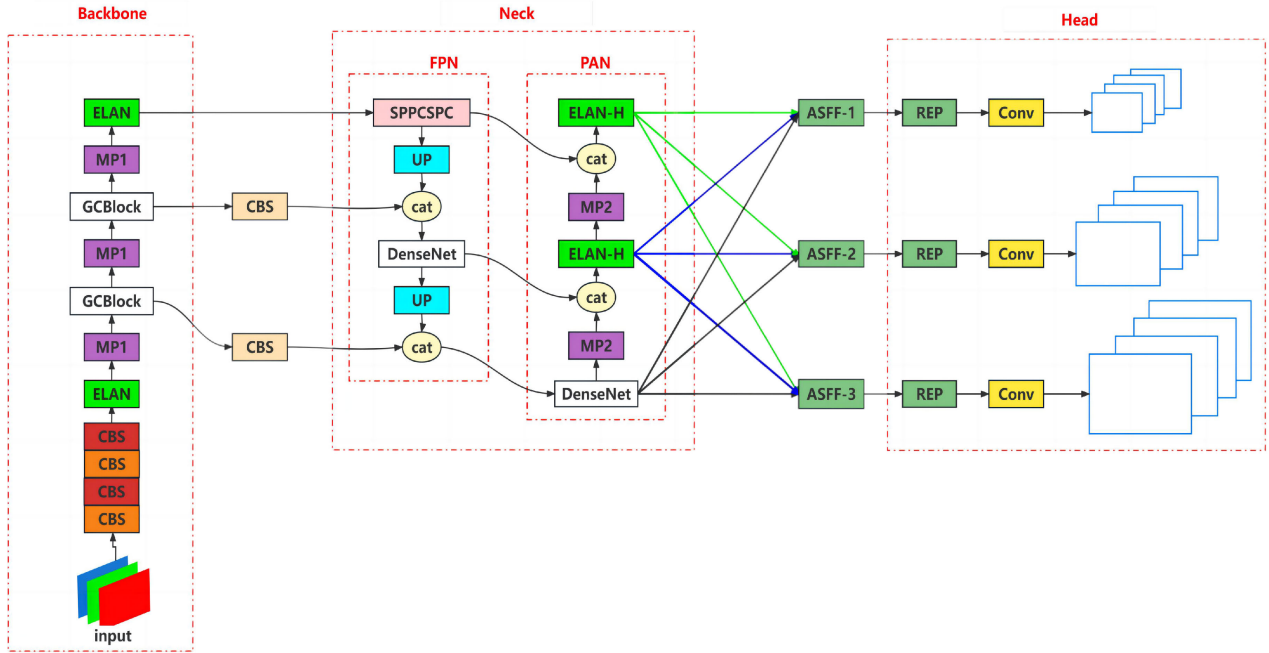 Backbone
Neck
Head
FPN
PAN
ELAN
SPPCSPC
ELAN-H
ASFF-1
REP
Conv
MP1
UP
cat
GCBlock
CBS
cat
MP2
MP1
DenseNet
ELAN-H
ASFF-2
REP
Conv
GCBlock
UP
cat
MP1
CBS
cat
MP2
ELAN
DenseNet
ASFF-3
REP
Conv
CBS
CBS
CBS
CBS
input